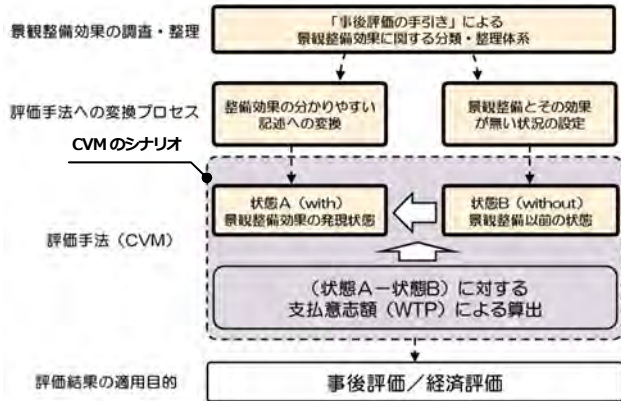 景観整備効果の調査・整理
「事後評価の手引き」による
景観整備効果に関する分類・整理体系
評価手法への変換プロセス
整備効果の分かりやすい
記述への変換
景観整備とその効果
が無い状況の設定
CVMのシナリオ
状態A（with）
景観整備効果の発現状態
状態B（without）
景観整備以前の状態
評価手法（CVM）
（状態A－状態B）に対する
支払意志額（WTP）による算出
評価結果の適用目的
事後評価／経済評価